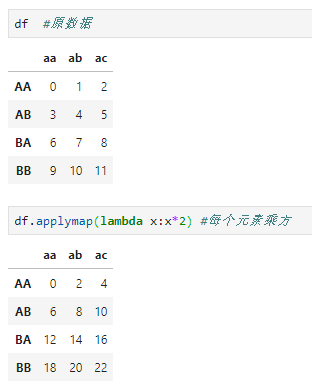 df  #原数据
aa ab ac
AA 0 1 2
AB 3 4 5
BA 6 7 8
BB 9 10 11
df.applymap(lambda x:x*2) #每个元素乘方
aa ab ac
AA 0 2 4
AB 6 8 10
BA 12 14 16
BB 18 20 22